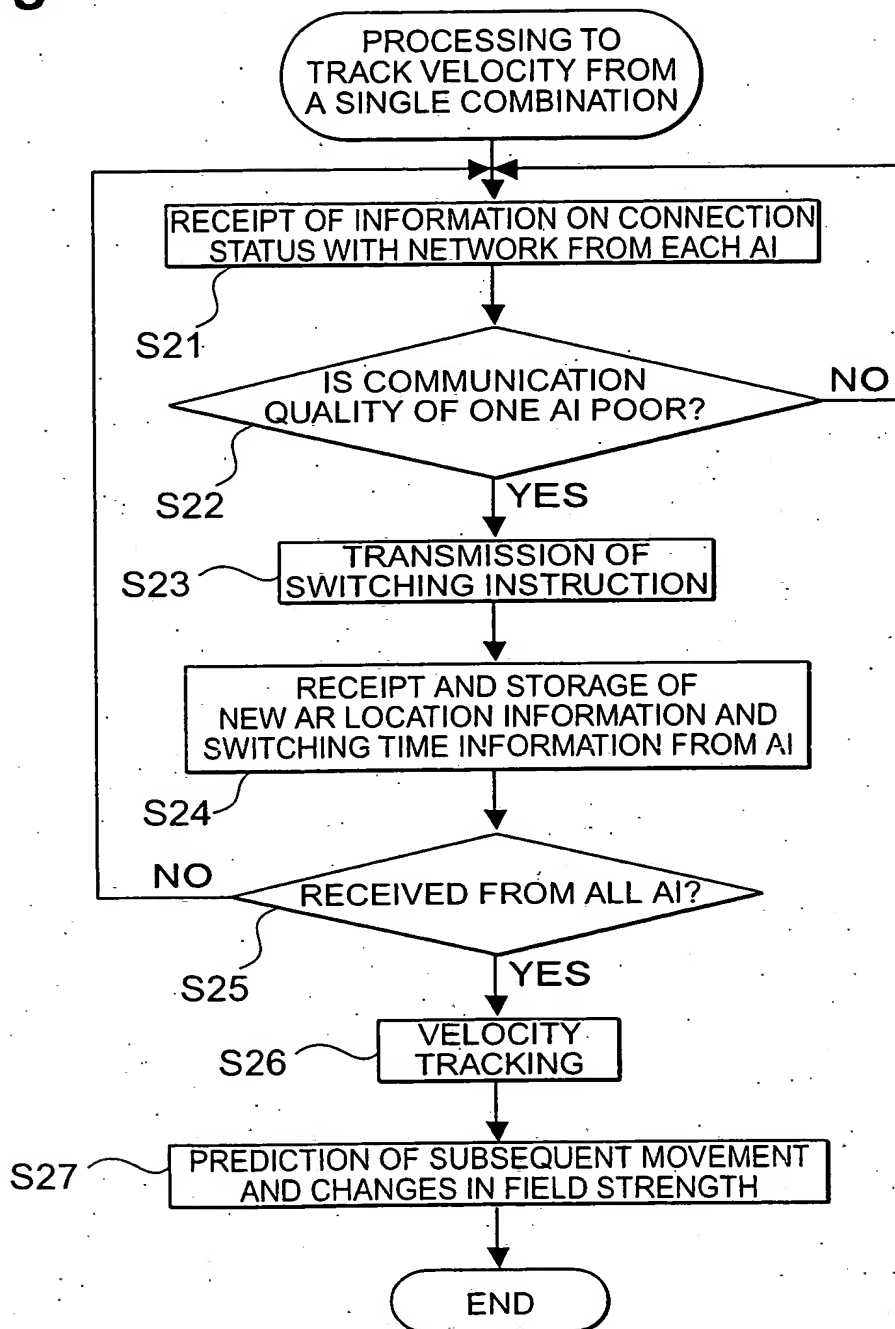 PROCESSING TO
TRACK VELOCITY FROM
A SINGLE COMBINATION
RECEIPT OF INFORMATION ON CONNECTION
STATUS WITH NETWORK FROM EACH AI
S21
IS COMMUNICATION
QUALITY OF ONE AI POOR?
NO
S22
YES
TRANSMISSION OF
SWITCHING INSTRUCTION
S23
RECEIPT AND STORAGE OF
NEW AR LOCATION INFORMATION AND
SWITCHING TIME INFORMATION FROM AI
S24
NO
RECEIVED FROM ALL AI?
S25
YES
VELOCITY
TRACKING
S26
PREDICTION OF SUBSEQUENT MOVEMENT
AND CHANGES IN FIELD STRENGTH
S27
END